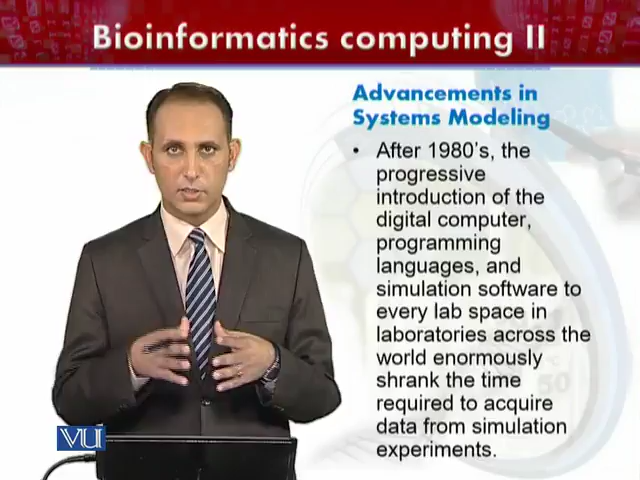 Bioinformatics computing II
Advancements in
Systems Modeling
• After 1980's, the
progressive
introduction of the
digital computer,
programming
languages, and
simulation software to
every lab space in
laboratories across the
world enormously
shrank the time
required to acquire
data from simulation
experiments.
VU
50